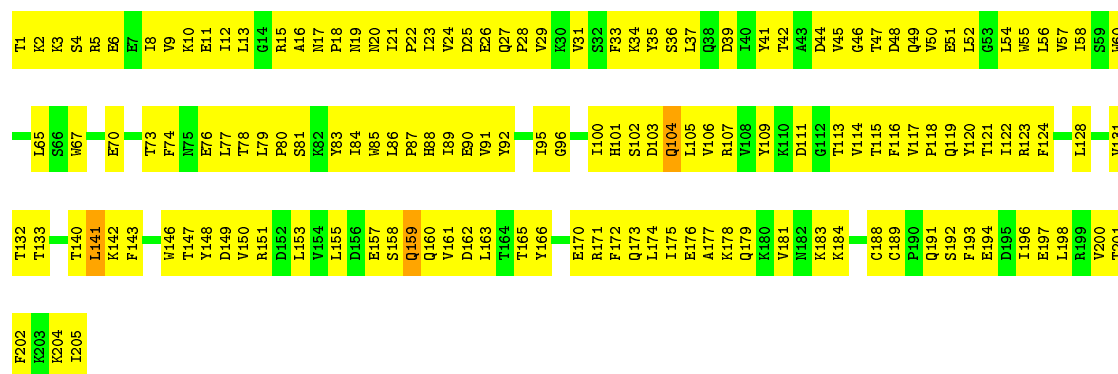 T1 K2 K3 S4 R5 E6 E7 I8 V9 K10 E11 I12 L13 G14 R15 A16 N17 P18 N19 N20 I21 P22 I23 V24 D25 E26 Q27 P28 V29 K30 V31 S32 F33 K34 Y35 S36 L37 Q38 D39 I40 Y41 T42 A43 D44 V45 G46 T47 D48 Q49 V50 E51 L52 G53 L54 W55 L56 V57 I58 S59 W60
L65 S66 W67 E70 T73 F74 N75 E76 L77 T78 L79 P80 S81 K82 Y83 I84 W85 L86 P87 H88 I89 E90 V91 Y92 I95 G96 I100 H101 S102 D103 Q104 L105 V106 R107 V108 Y109 K110 D111 G112 T113 V114 T115 F116 V117 P118 Q119 Y120 T121 I122 R123 F124 L128 V131
T132 T133 T140 L141 K142 F143 W146 T147 Y148 D149 V150 R151 D152 L153 V154 L155 D156 E157 S158 Q159 Q160 V161 D162 L163 T164 T165 Y166 E170 R171 F172 Q173 L174 I175 E176 A177 K178 Q179 K180 V181 N182 K183 K184 C188 C189 P190 Q191 S192 F193 E194 D195 I196 E197 L198 R199 V200 T201
F202 K203 K204 I205